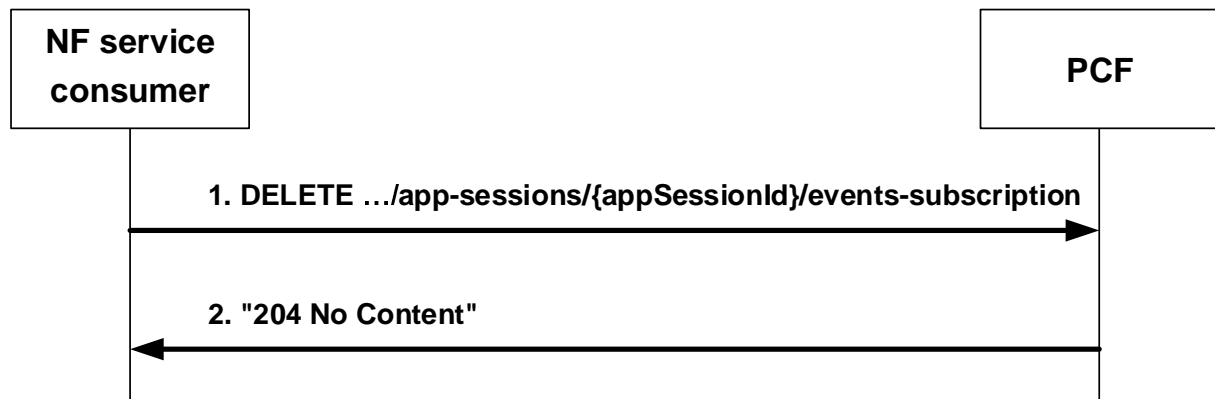 NF service
consumer
PCF
1. DELETE …/app-sessions/{appSessionId}/events-subscription
2. "204 No Content"